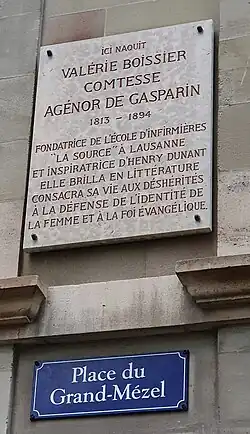 ICI NAQUIT
VALÉRIE BOISSIER
COMTESSE
AGÉNOR DE GASPARIN
1813 - 1894
FONDATRICE DE L'ÉCOLE D'INFIRMIÈRES
"LA SOURCE" À LAUSANNE
ET INSPIRATRICE D'HENRY DUNANT
ELLE BRILLA EN LITTÉRATURE
CONSACRA SA VIE AUX DÉSHÉRITÉS
À LA DÉFENSE DE L'IDENTITÉ DE
LA FEMME ET À LA FOI ÉVANGÉLIQUE.
Place du
Grand-Mézel